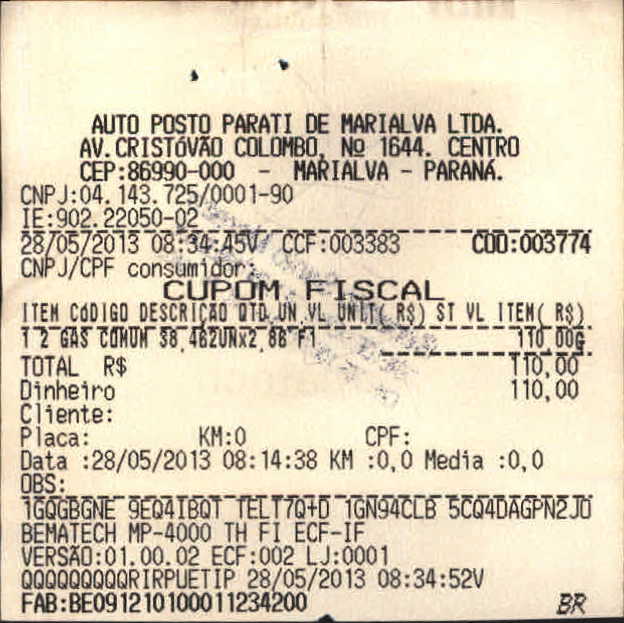 AUTO POSTO PARATI DE MARIALVA LTDA.
AV.CRISTÓVÃO COLOMBO, Nº 1644. CENTRO
CEP:86990-000 - MARIALVA - PARANÁ.
CNPJ:04.143.725/0001-90
IE:902.22050-02
28/05/2013 08:34:45V CCF:003383 COO:003774
CNPJ/CPF consumidor:
CUPOM FISCAL
ITEM CÓDIGO DESCRIÇÃO QTD.UN.VL UNIT( R$) ST VL ITEM( R$)
1 2 GAS COMUM 38,462UNx2,86 F1 110,00G
TOTAL R$ 110,00
Dinheiro 110,00
Cliente:
Placa: KM:0 CPF:
Data :28/05/2013 08:14:38 KM :0,0 Media :0,0
OBS:
1GQGBGNE 9EQ4IBQT TELT7Q+D 1GN94CLB 5CQ4DAGPN2JO
BEMATECH MP-4000 TH FI ECF-IF
VERSÃO:01.00.02 ECF:002 LJ:0001
QQQQQQQQQRIRPUETIP 28/05/2013 08:34:52V
FAB:BE091210100011234200 BR